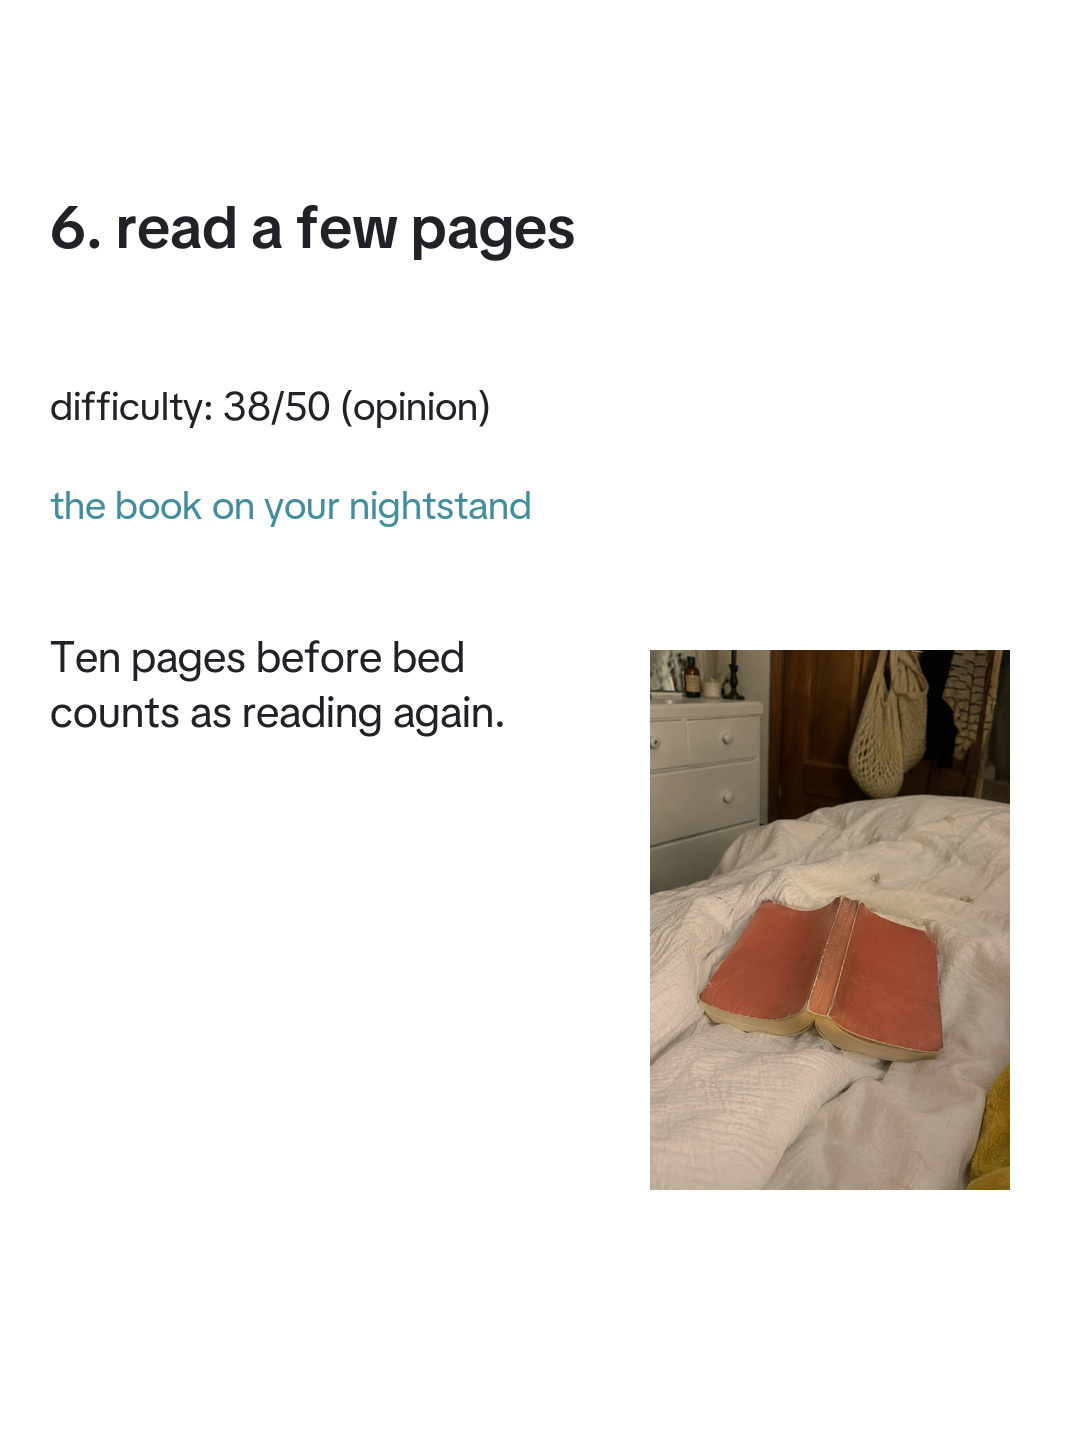 6. read a few pages
difficulty: 38/50 (opinion)
the book on your nightstand
Ten pages before bed
counts as reading again.